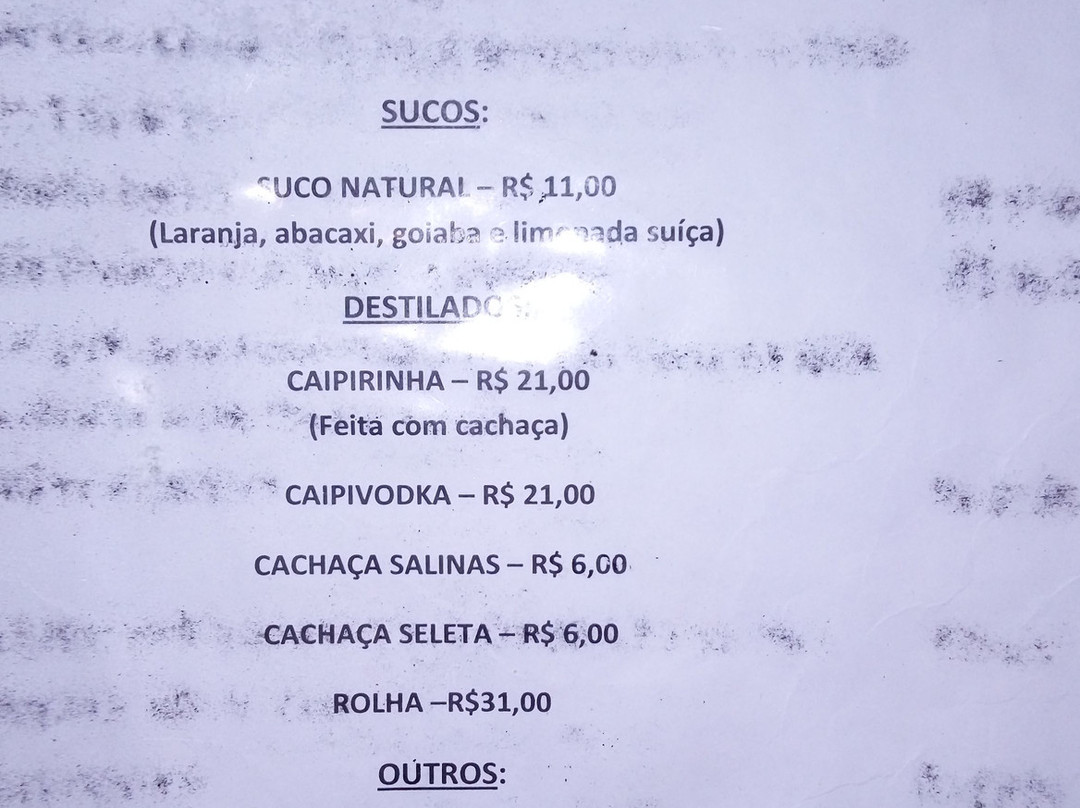 SUCOS:
SUCO NATURAL – R$ 11,00
(Laranja, abacaxi, goiaba e limonada suíça)
DESTILADOS:
CAIPIRINHA – R$ 21,00
(Feita com cachaça)
CAIPIVODKA – R$ 21,00
CACHAÇA SALINAS – R$ 6,00
CACHAÇA SELETA – R$ 6,00
ROLHA –R$31,00
OUTROS: